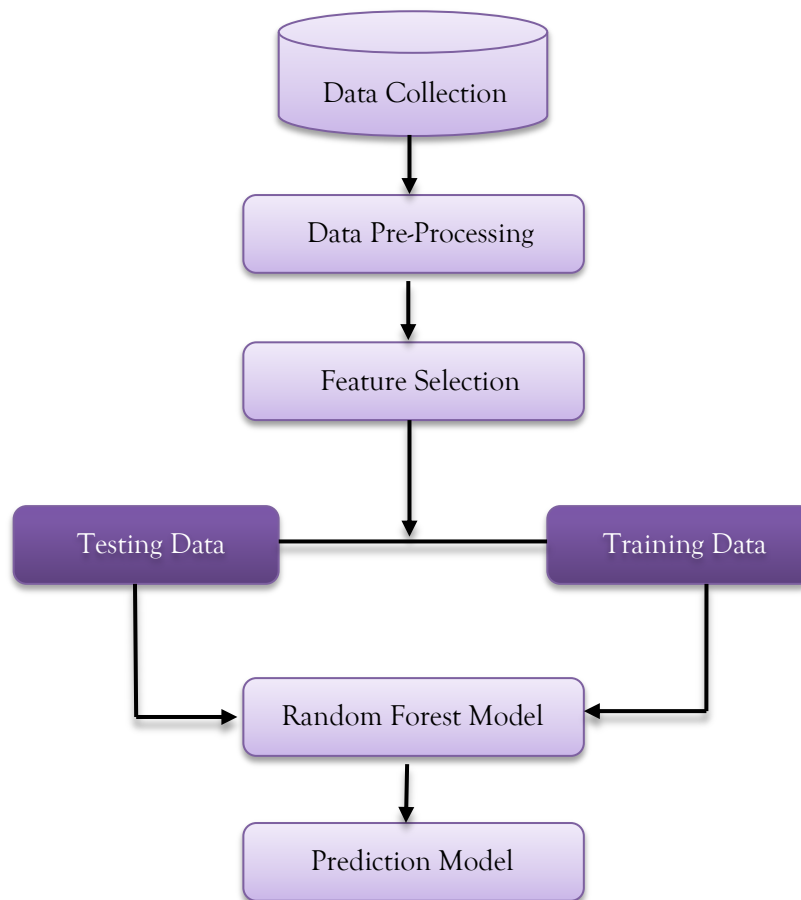 Data Collection
Data Pre-Processing
Feature Selection
Testing Data
Training Data
Random Forest Model
Prediction Model